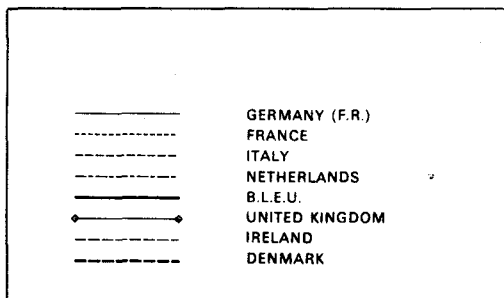 GERMANY (F.R.)
FRANCE
ITALY
NETHERLANDS
B.L.E.U.
UNITED KINGDOM
IRELAND
DENMARK